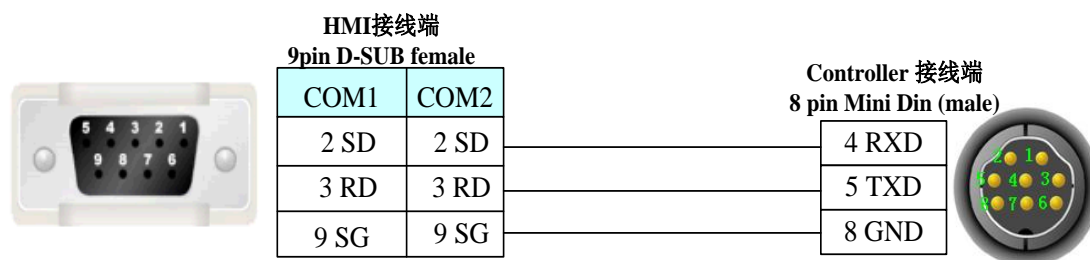 HMI接线端
9pin D-SUB female
COM1 COM2
2 SD 2 SD
3 RD 3 RD
9 SG 9 SG
Controller 接线端
8 pin Mini Din (male)
4 RXD
5 TXD
8 GND
5 4 3 2 1
9 8 7 6
2 1
5 4 3
8 7 6